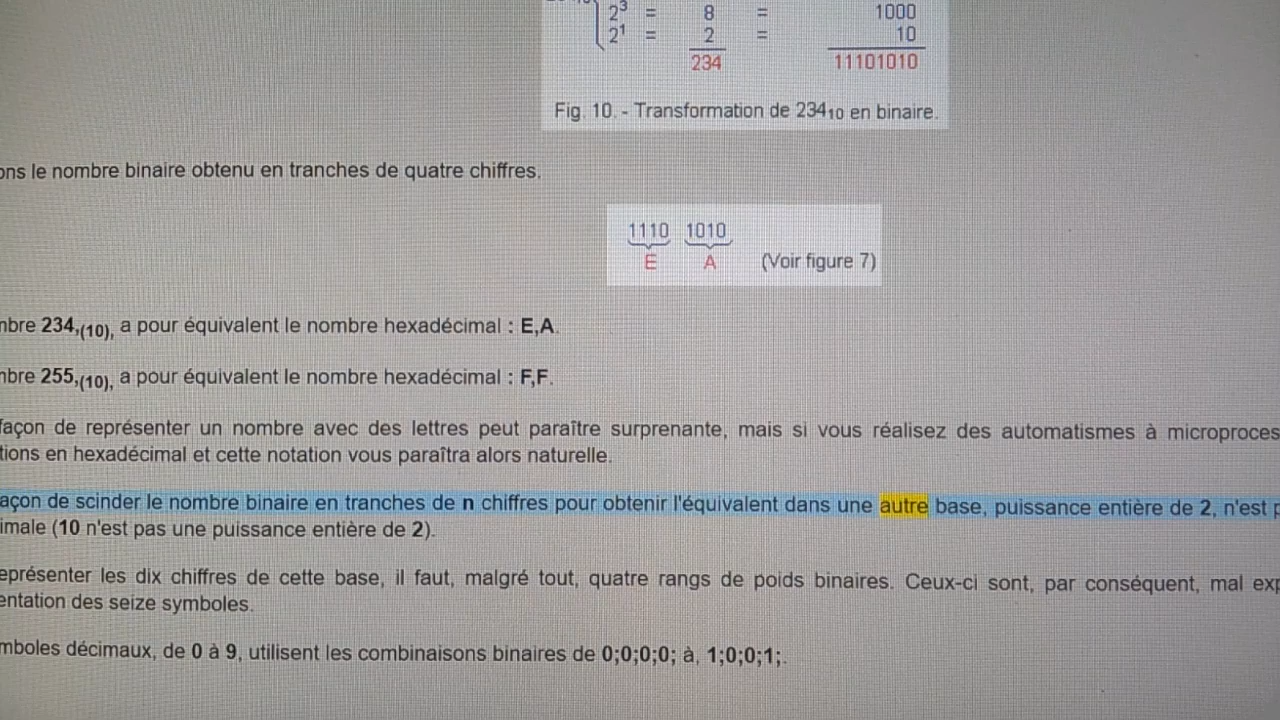 2³ = 8 = 1000
2¹ = 2 = 10
234 11101010
Fig. 10. - Transformation de 234₁₀ en binaire.
ons le nombre binaire obtenu en tranches de quatre chiffres.
1110 1010
E A (Voir figure 7)
mbre 234,(10), a pour équivalent le nombre hexadécimal : E,A.
mbre 255,(10), a pour équivalent le nombre hexadécimal : F,F.
façon de représenter un nombre avec des lettres peut paraître surprenante, mais si vous réalisez des automatismes à microproces
tions en hexadécimal et cette notation vous paraîtra alors naturelle.
açon de scinder le nombre binaire en tranches de n chiffres pour obtenir l'équivalent dans une autre base, puissance entière de 2, n'est p
imale (10 n'est pas une puissance entière de 2).
eprésenter les dix chiffres de cette base, il faut, malgré tout, quatre rangs de poids binaires. Ceux-ci sont, par conséquent, mal exp
entation des seize symboles.
mboles décimaux, de 0 à 9, utilisent les combinaisons binaires de 0;0;0;0; à, 1;0;0;1;.